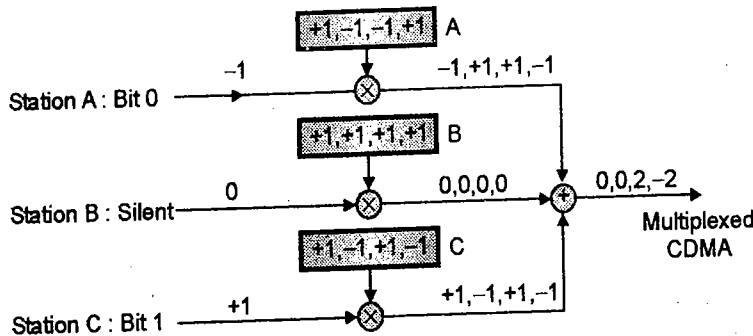 +1,–1,–1,+1 A
–1 –1,+1,+1,–1
Station A : Bit 0 ×
+1,+1,+1,+1 B
0 0,0,0,0 0,0,2,–2
Station B : Silent × +
Multiplexed
CDMA
+1,–1,+1,–1 C
+1 +1,–1,+1,–1
Station C : Bit 1 ×